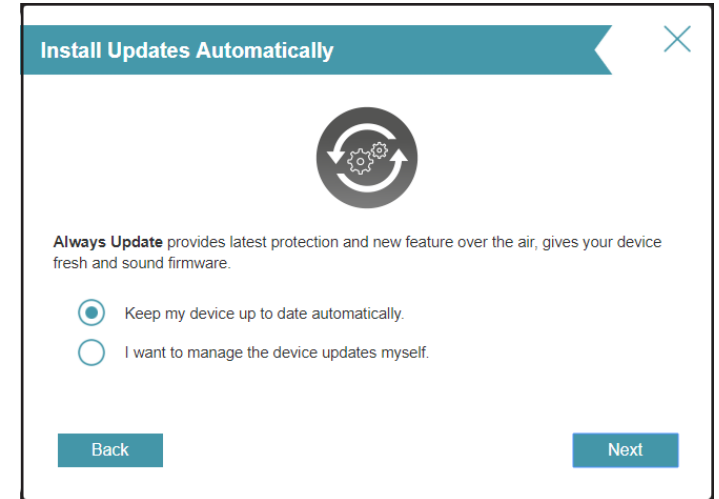 Install Updates Automatically
Always Update provides latest protection and new feature over the air, gives your device
fresh and sound firmware.
Keep my device up to date automatically.
I want to manage the device updates myself.
Back
Next